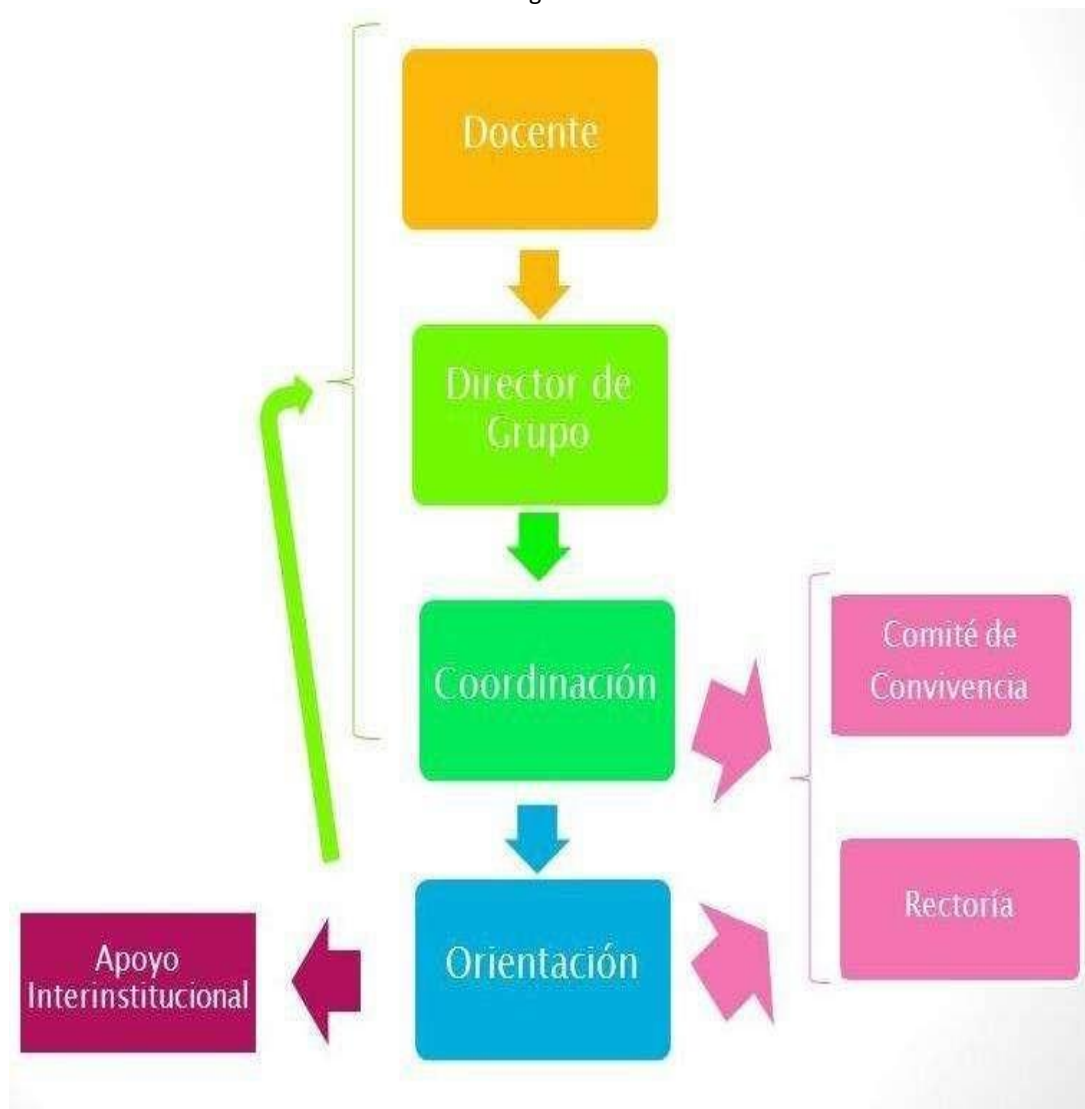 Docente
Director de
Grupo
Coordinación
Comité de
Convivencia
Rectoría
Orientación
Apoyo
Interinstitucional